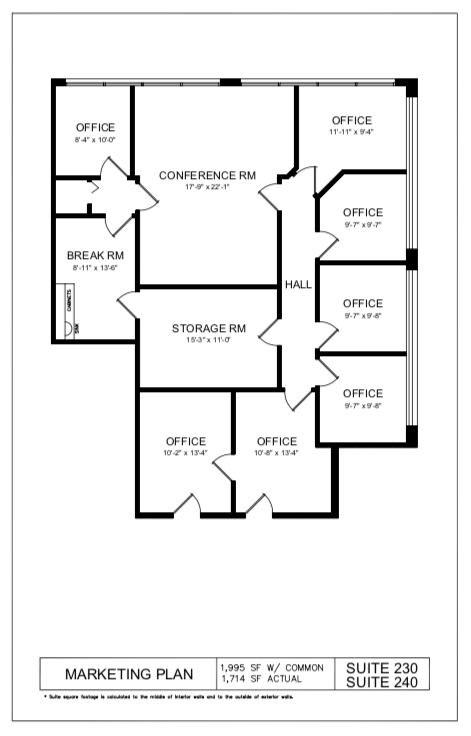 OFFICE
8'-4" x 10'-0"
CONFERENCE RM
17'-9" x 22'-1"
OFFICE
11'-11" x 9'-4"
OFFICE
9'-7" x 9'-7"
BREAK RM
8'-11" x 13'-6"
CABINETS
SINK
HALL
OFFICE
9'-7" x 9'-8"
STORAGE RM
15'-3" x 11'-0"
OFFICE
9'-7" x 9'-8"
OFFICE
10'-2" x 13'-4"
OFFICE
10'-8" x 13'-4"
MARKETING PLAN
1,995 SF W/ COMMON
1,714 SF ACTUAL
SUITE 230
SUITE 240
* Suite square footage is calculated to the middle of interior walls and to the outside of exterior walls.